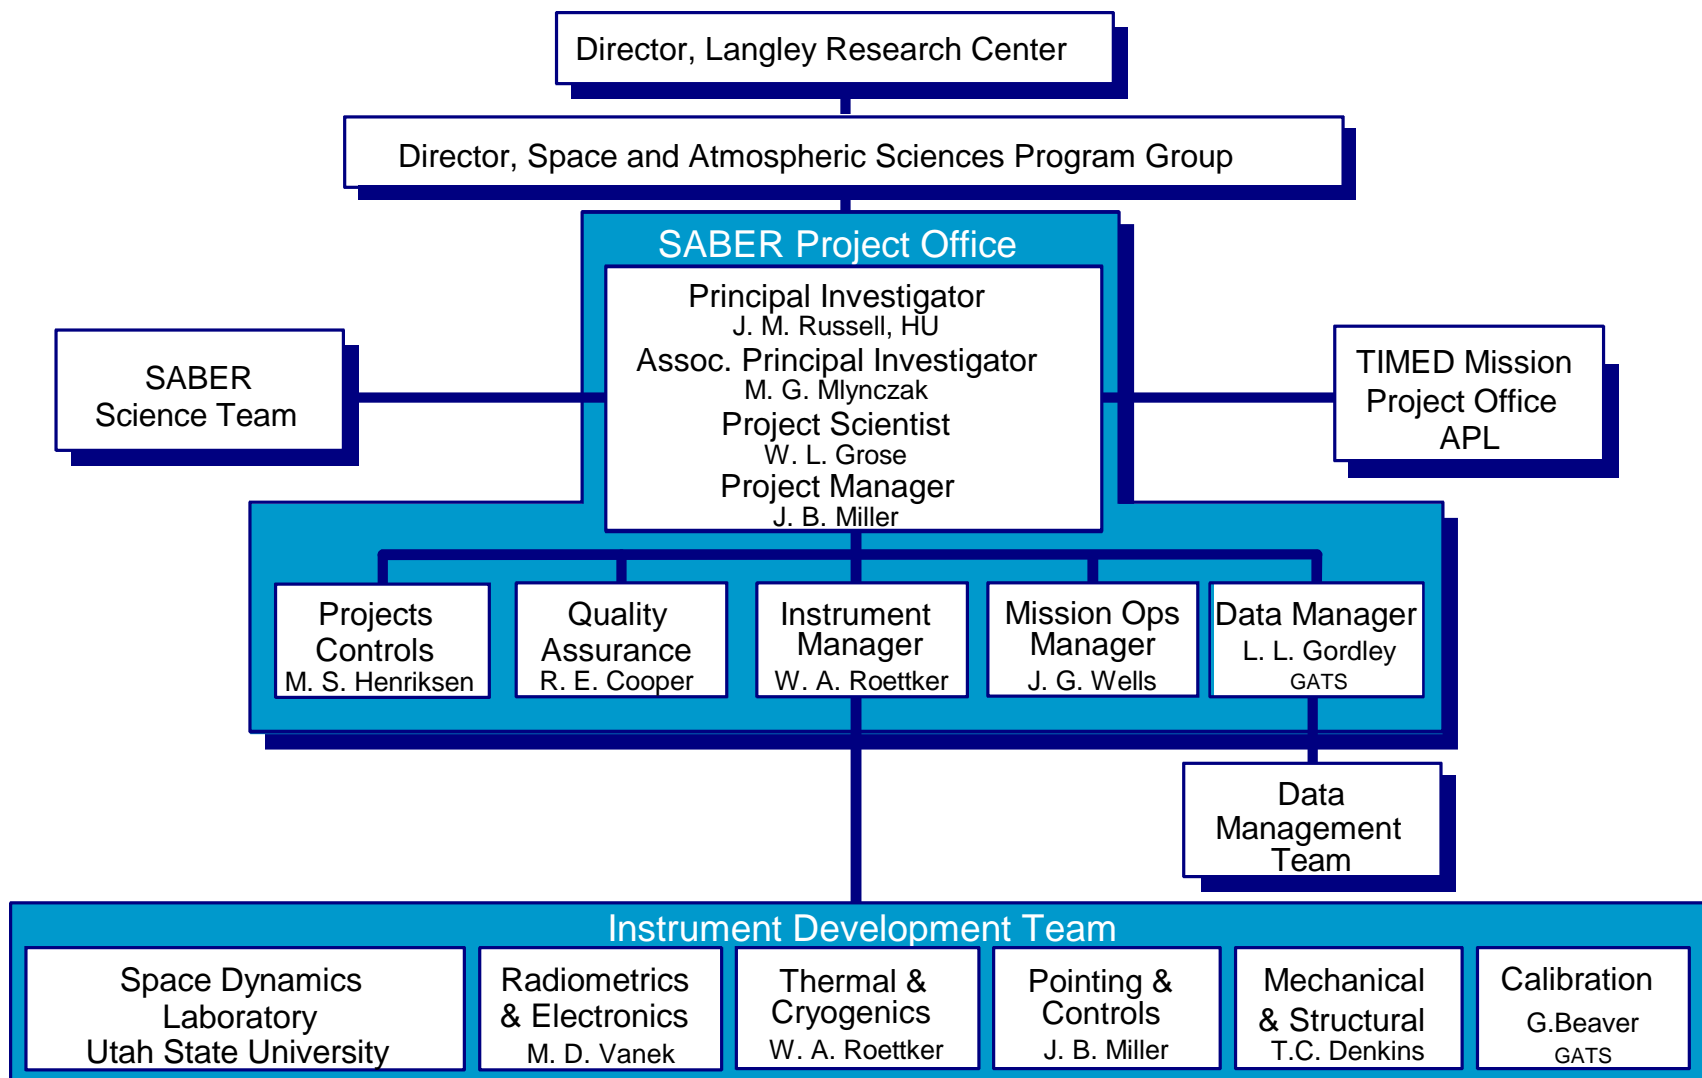 Director, Langley Research Center
Director, Space and Atmospheric Sciences Program Group
SABER Project Office
Principal Investigator
J. M. Russell, HU
Assoc. Principal Investigator
M. G. Mlynczak
Project Scientist
W. L. Grose
Project Manager
J. B. Miller
SABER
Science Team
TIMED Mission
Project Office
APL
Projects
Controls
M. S. Henriksen
Quality
Assurance
R. E. Cooper
Instrument
Manager
W. A. Roettker
Mission Ops
Manager
J. G. Wells
Data Manager
L. L. Gordley
GATS
Data
Management
Team
Instrument Development Team
Space Dynamics
Laboratory
Utah State University
Radiometrics
& Electronics
M. D. Vanek
Thermal &
Cryogenics
W. A. Roettker
Pointing &
Controls
J. B. Miller
Mechanical
& Structural
T.C. Denkins
Calibration
G.Beaver
GATS